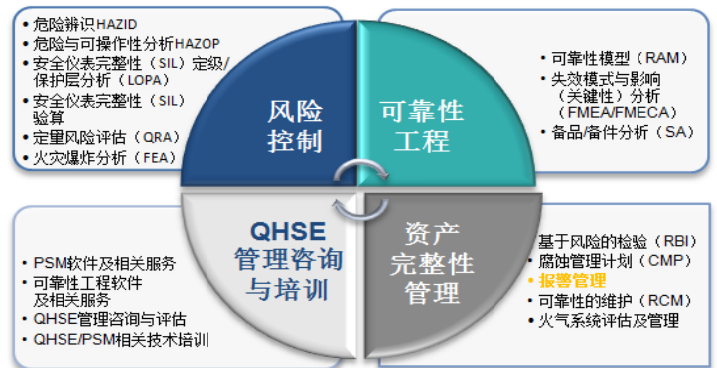 • 危险辨识HAZID
• 危险与可操作性分析HAZOP
• 安全仪表完整性（SIL）定级/
保护层分析（LOPA）
• 安全仪表完整性（SIL）
验算
• 定量风险评估（QRA）
• 火灾爆炸分析（FEA）
风险
控制
可靠性
工程
• 可靠性模型（RAM）
• 失效模式与影响
（关键性）分析
（FMEA/FMECA）
• 备品/备件分析（SA）
• PSM软件及相关服务
• 可靠性工程软件
及相关服务
• QHSE管理咨询与评估
• QHSE/PSM相关技术培训
QHSE
管理咨询
与培训
资产
完整性
管理
基于风险的检验（RBI）
• 腐蚀管理计划（CMP）
• 报警管理
• 可靠性的维护（RCM）
• 火气系统评估及管理